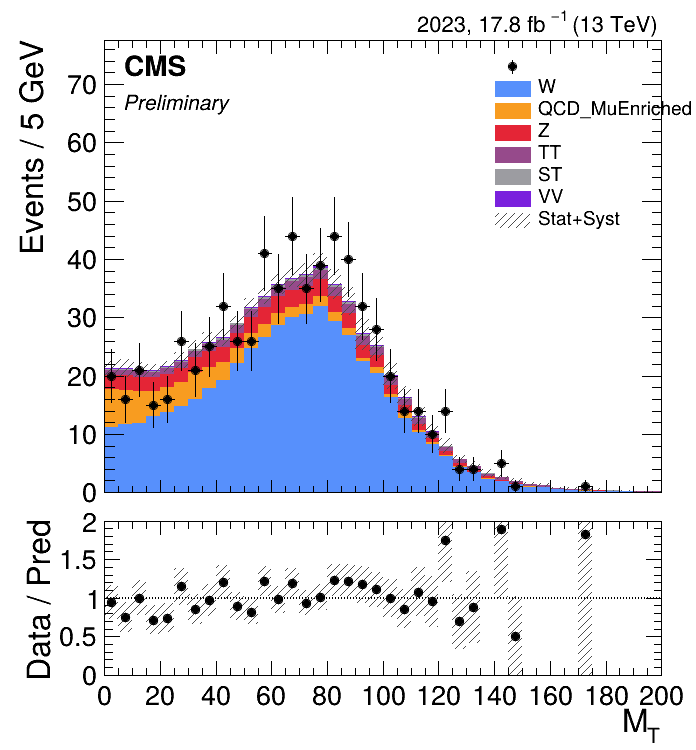 2023, 17.8 fb⁻¹ (13 TeV)
CMS
Preliminary
W
QCD_MuEnriched
Z
TT
ST
VV
Stat+Syst
Events / 5 GeV
70
60
50
40
30
20
10
0
Data / Pred
2
1.5
1
0.5
0
0 20 40 60 80 100 120 140 160 180 200
M_T